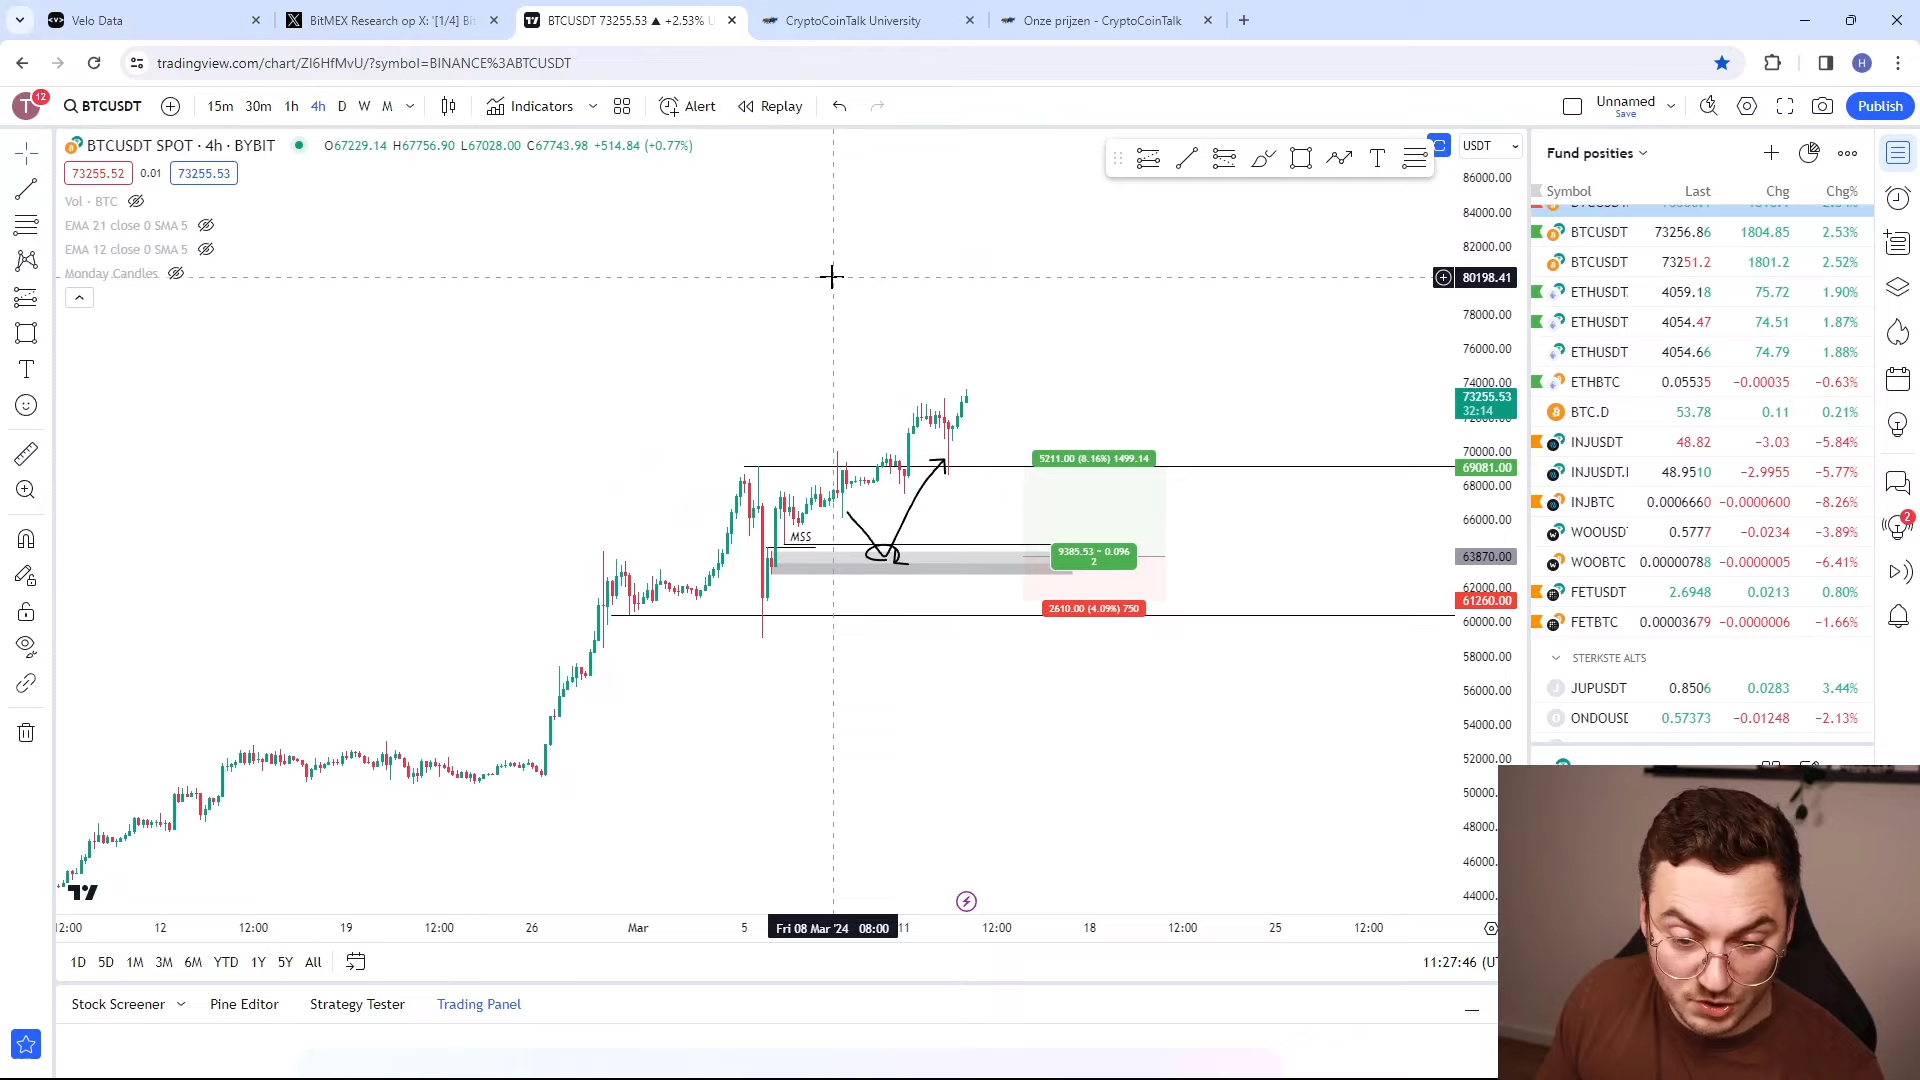 Velo Data
BitMEX Research op X: '[1/4] Bit
BTCUSDT 73255.53 ▲ +2.53% U
CryptoCoinTalk University
Onze prijzen - CryptoCoinTalk
tradingview.com/chart/ZI6HfMvU/?symbol=BINANCE%3ABTCUSDT
H
T
12
BTCUSDT
15m 30m 1h 4h D W M
Indicators
Alert
Replay
Unnamed
Save
Publish
BTCUSDT SPOT · 4h · BYBIT
O67229.14 H67756.90 L67028.00 C67743.98 +514.84 (+0.77%)
73255.52 0.01 73255.53
Vol · BTC
EMA 21 close 0 SMA 5
EMA 12 close 0 SMA 5
Monday Candles
MSS
5211.00 (8.16%) 1499.14
9385.53 ~ 0.096
2
2610.00 (4.09%) 750
USDT
86000.00
84000.00
82000.00
80198.41
78000.00
76000.00
74000.00
73255.53
32:14
70000.00
69081.00
68000.00
66000.00
63870.00
62000.00
61260.00
60000.00
58000.00
56000.00
54000.00
52000.00
50000.
48000.
46000.
44000.
12:00 12 12:00 19 12:00 26 Mar 5 Fri 08 Mar '24 08:00 11 12:00 18 12:00 25 12:00
1D 5D 1M 3M 6M YTD 1Y 5Y All
11:27:46 (U
Stock Screener
Pine Editor
Strategy Tester
Trading Panel
Fund posities
Symbol Last Chg Chg%
BTCUSDT 73256.86 1804.85 2.53%
BTCUSDT 73251.2 1801.2 2.52%
ETHUSDT 4059.18 75.72 1.90%
ETHUSDT 4054.47 74.51 1.87%
ETHUSDT 4054.66 74.79 1.88%
ETHBTC 0.05535 −0.00035 −0.63%
BTC.D 53.78 0.11 0.21%
INJUSDT 48.82 −3.03 −5.84%
INJUSDT.I 48.9510 −2.9955 −5.77%
INJBTC 0.0006660 −0.0000600 −8.26%
WOOUSD 0.5777 −0.0234 −3.89%
WOOBTC 0.00000788 −0.0000005 −6.41%
FETUSDT 2.6948 0.0213 0.80%
FETBTC 0.00003679 −0.0000006 −1.66%
STERKSTE ALTS
JUPUSDT 0.8506 0.0283 3.44%
ONDOUSD 0.57373 −0.01248 −2.13%
2